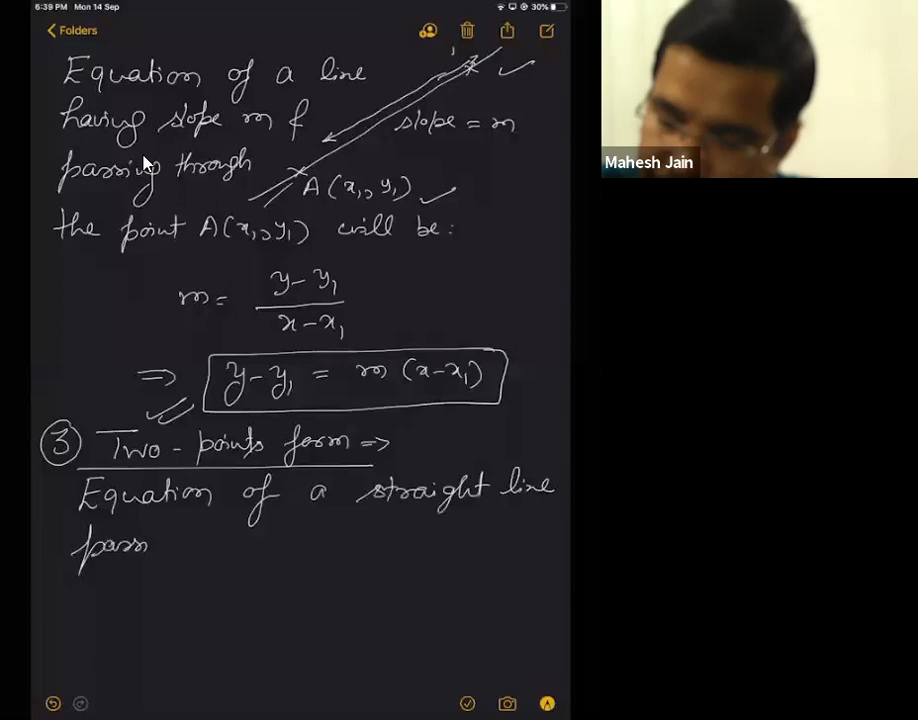 6:39 PM Mon 14 Sep
30%
Folders
Equation of a line
having slope m &
slope = m
passing through
A(x₁, y₁)
the point A(x₁, y₁) will be:
m = (y - y₁)/(x - x₁)
⇒ y - y₁ = m (x - x₁)
③ Two-points form ⇒
Equation of a straight line
pass
Mahesh Jain